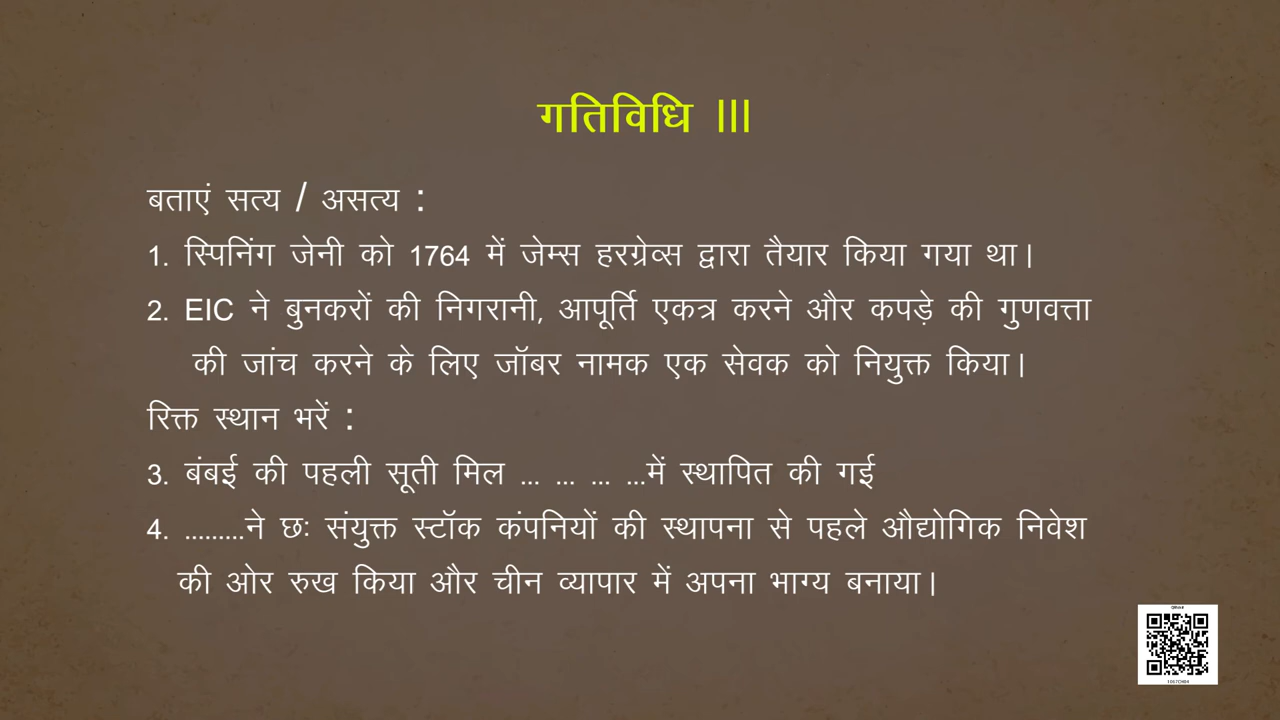 गतिविधि III
बताएं सत्य / असत्य :
1. स्पिनिंग जेनी को 1764 में जेम्स हरग्रेव्स द्वारा तैयार किया गया था।
2. EIC ने बुनकरों की निगरानी, आपूर्ति एकत्र करने और कपड़े की गुणवत्ता
की जांच करने के लिए जॉबर नामक एक सेवक को नियुक्त किया।
रिक्त स्थान भरें :
3. बंबई की पहली सूती मिल ... ... ... ...में स्थापित की गई
4. .........ने छः संयुक्त स्टॉक कंपनियों की स्थापना से पहले औद्योगिक निवेश
की ओर रुख किया और चीन व्यापार में अपना भाग्य बनाया।